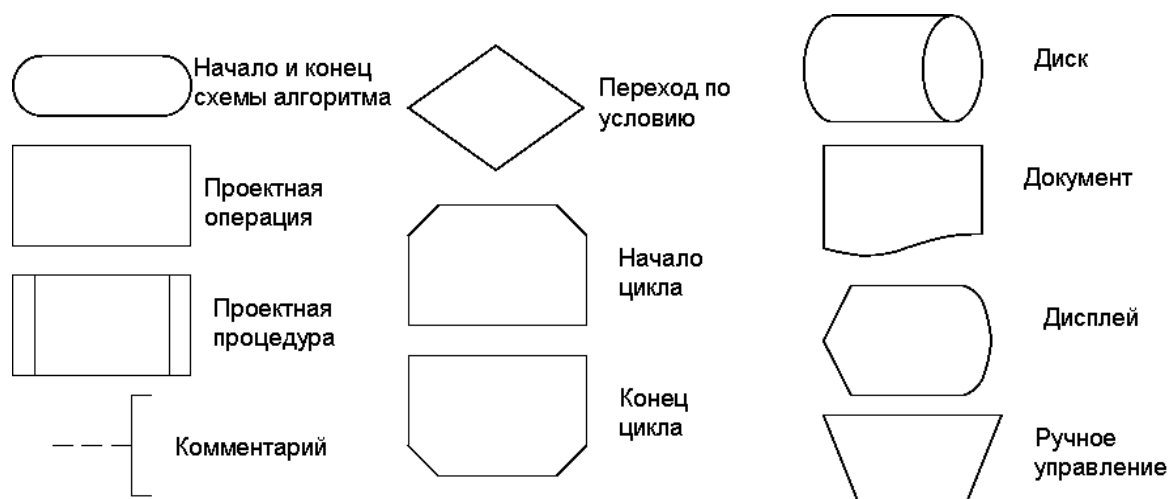 Начало и конец
схемы алгоритма
Проектная
операция
Проектная
процедура
Комментарий
Переход по
условию
Начало
цикла
Конец
цикла
Диск
Документ
Дисплей
Ручное
управление